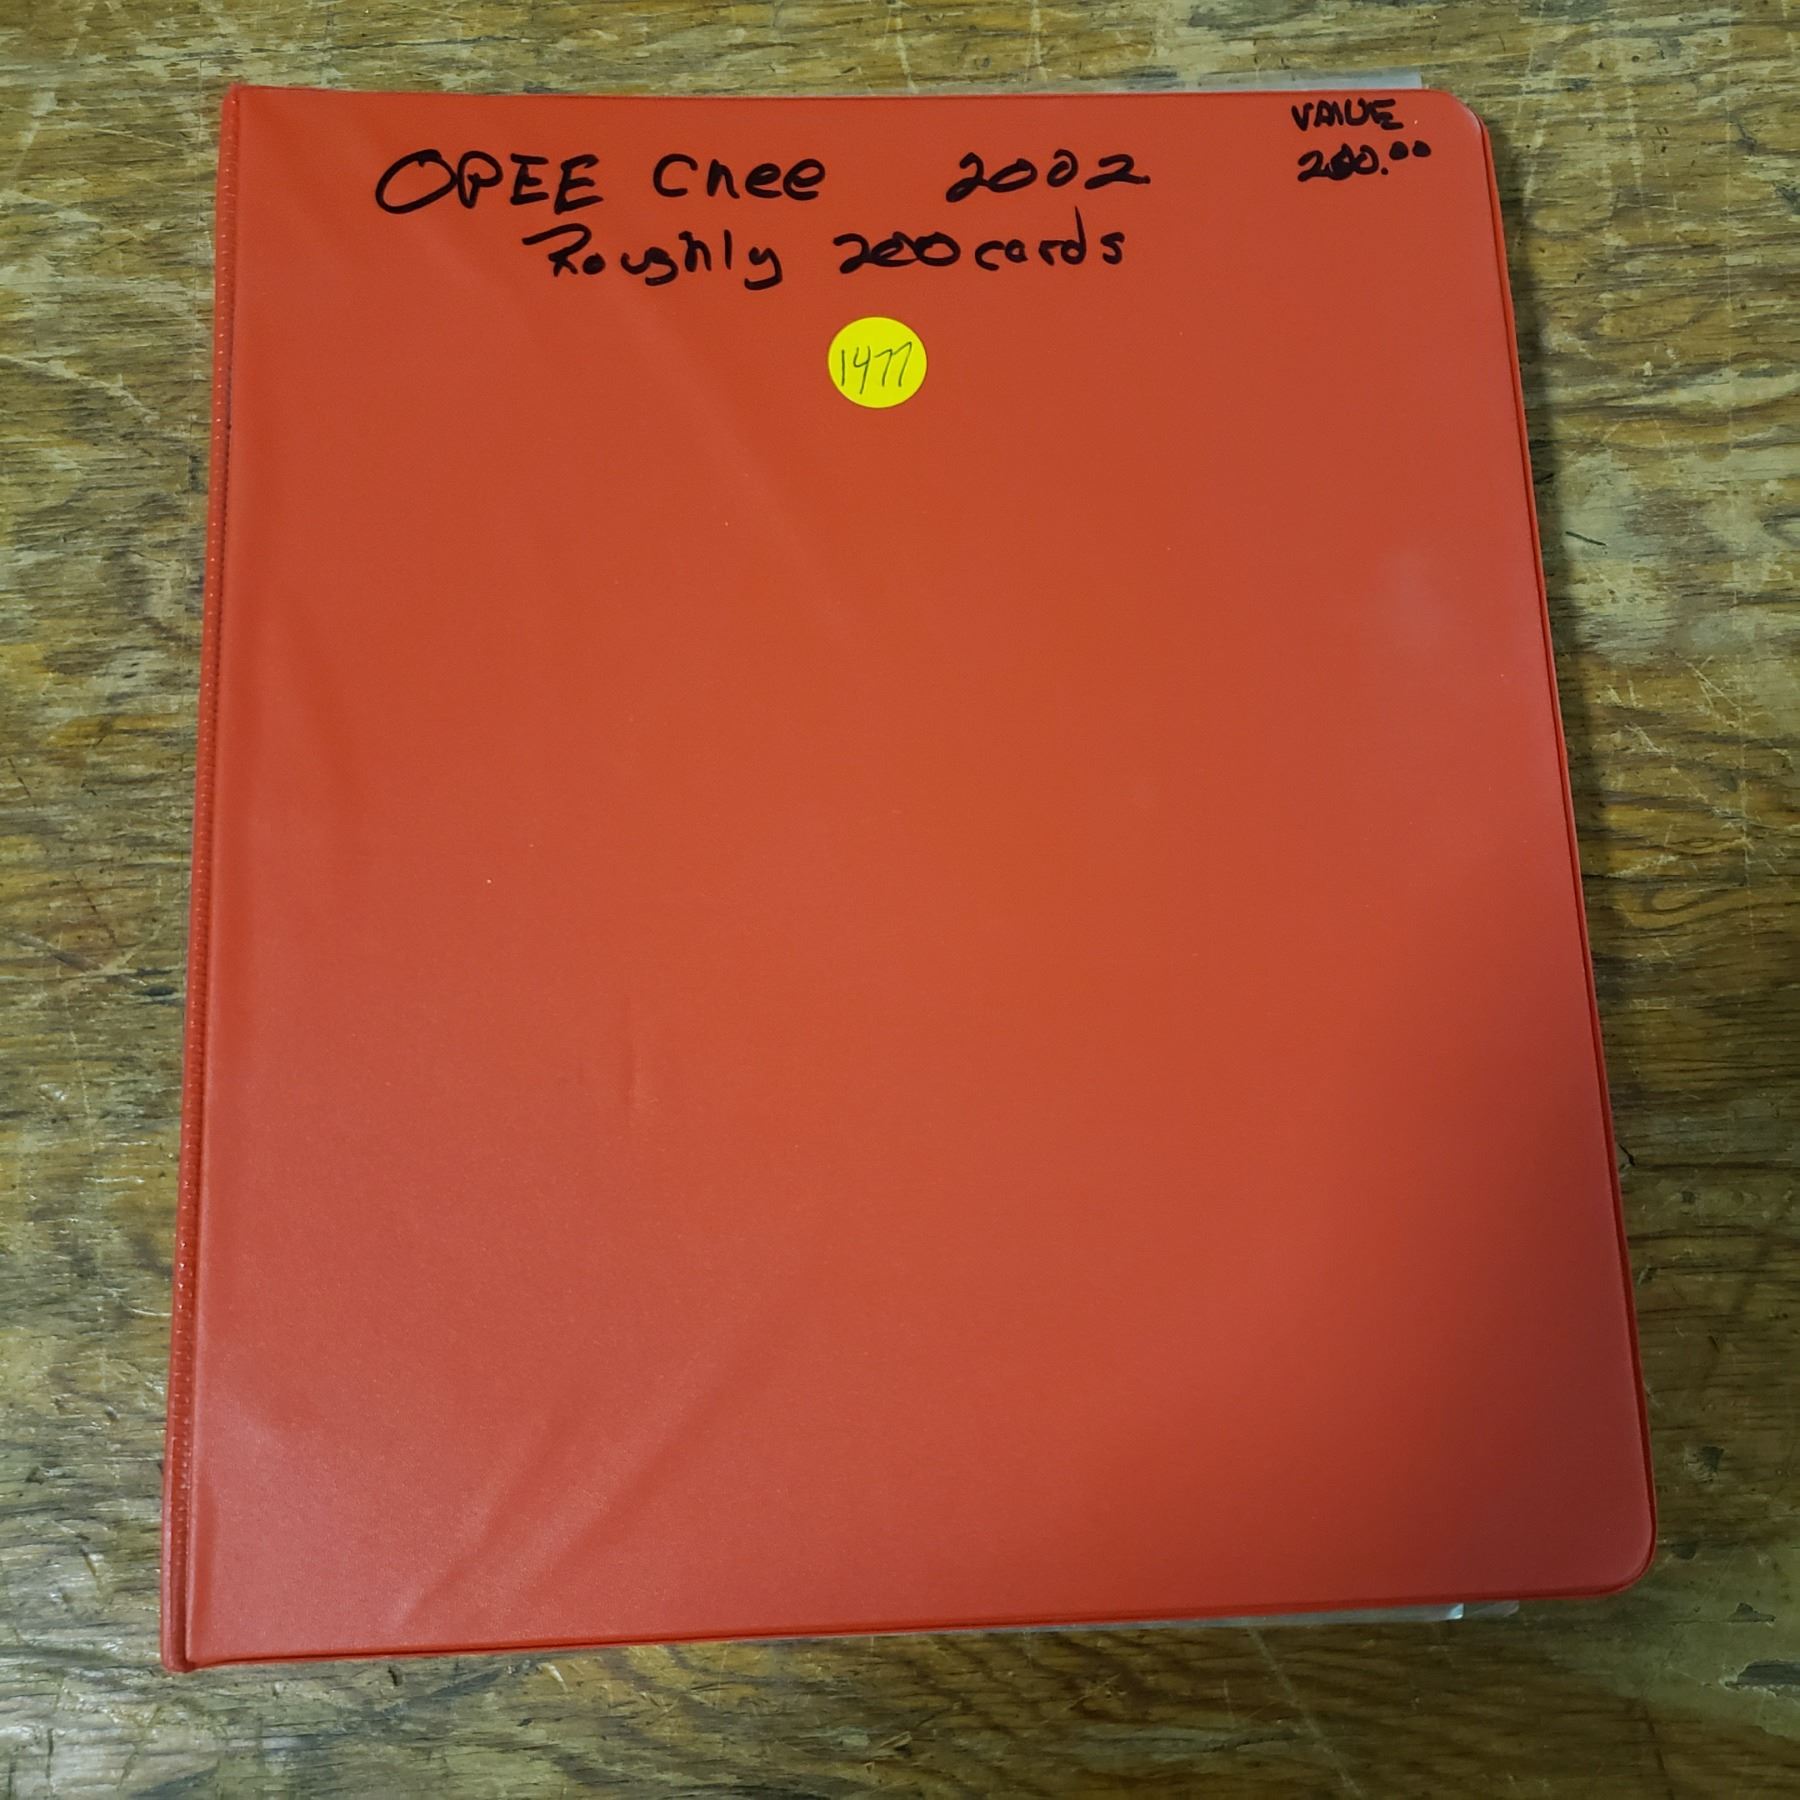 OPEE Chee 2002
Roughly 200 cards
VALUE
200.00
1477